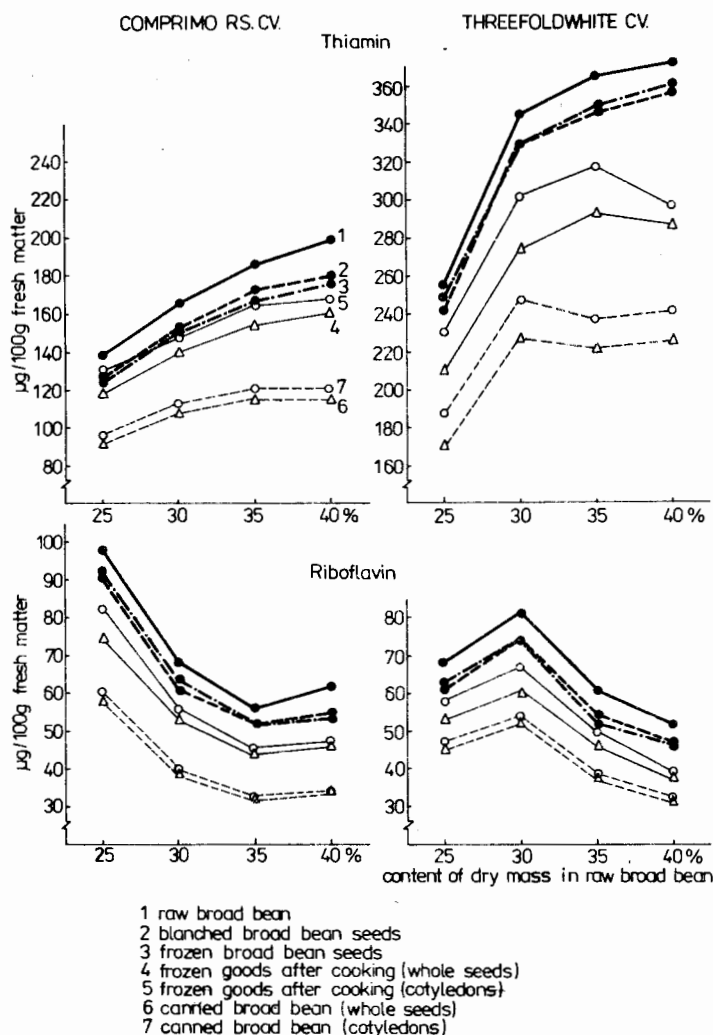 COMPRIMO RS. CV. THREEFOLDWHITE CV.
Thiamin
µg/100g fresh matter
240
220
200
180
160
140
120
100
80
1
2
3
5
4
7
6
25 30 35 40 %
360
340
320
300
280
260
240
220
200
180
160
25 30 35 40 %
Riboflavin
µg/100g fresh matter
100
90
80
70
60
50
40
30
25 30 35 40 %
80
70
60
50
40
30
25 30 35 40 %
content of dry mass in raw broad bean
1 raw broad bean
2 blanched broad bean seeds
3 frozen broad bean seeds
4 frozen goods after cooking (whole seeds)
5 frozen goods after cooking (cotyledons)
6 canned broad bean (whole seeds)
7 canned broad bean (cotyledons)